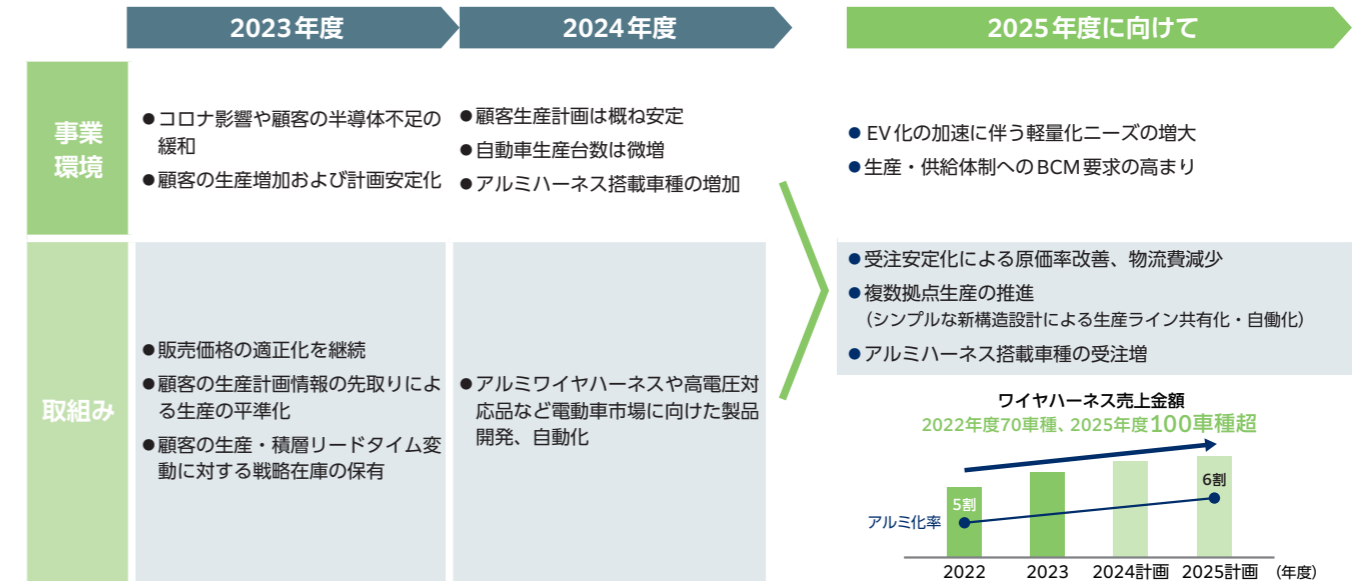 2023年度
2024年度
2025年度に向けて
事業
環境
●コロナ影響や顧客の半導体不足の
緩和
●顧客の生産増加および計画安定化
●顧客生産計画は概ね安定
●自動車生産台数は微増
●アルミハーネス搭載車種の増加
●EV化の加速に伴う軽量化ニーズの増大
●生産・供給体制へのBCM要求の高まり
取組み
●販売価格の適正化を継続
●顧客の生産計画情報の先取りによ
る生産の平準化
●顧客の生産・積層リードタイム変
動に対する戦略在庫の保有
●アルミワイヤハーネスや高電圧対
応品など電動車市場に向けた製品
開発、自動化
●受注安定化による原価率改善、物流費減少
●複数拠点生産の推進
（シンプルな新構造設計による生産ライン共有化・自働化）
●アルミハーネス搭載車種の受注増
ワイヤハーネス売上金額
2022年度70車種、2025年度100車種超
5割
6割
アルミ化率
2022 2023 2024計画 2025計画 （年度）